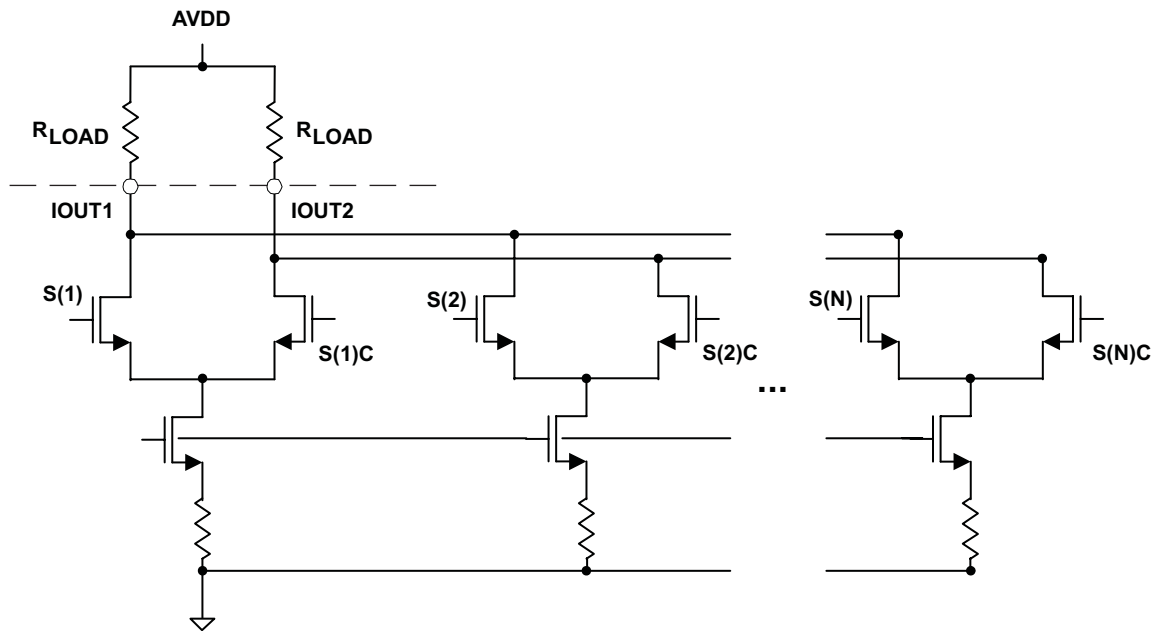 AVDD
RLOAD
RLOAD
IOUT1
IOUT2
S(1)
S(1)C
S(2)
S(2)C
...
S(N)
S(N)C